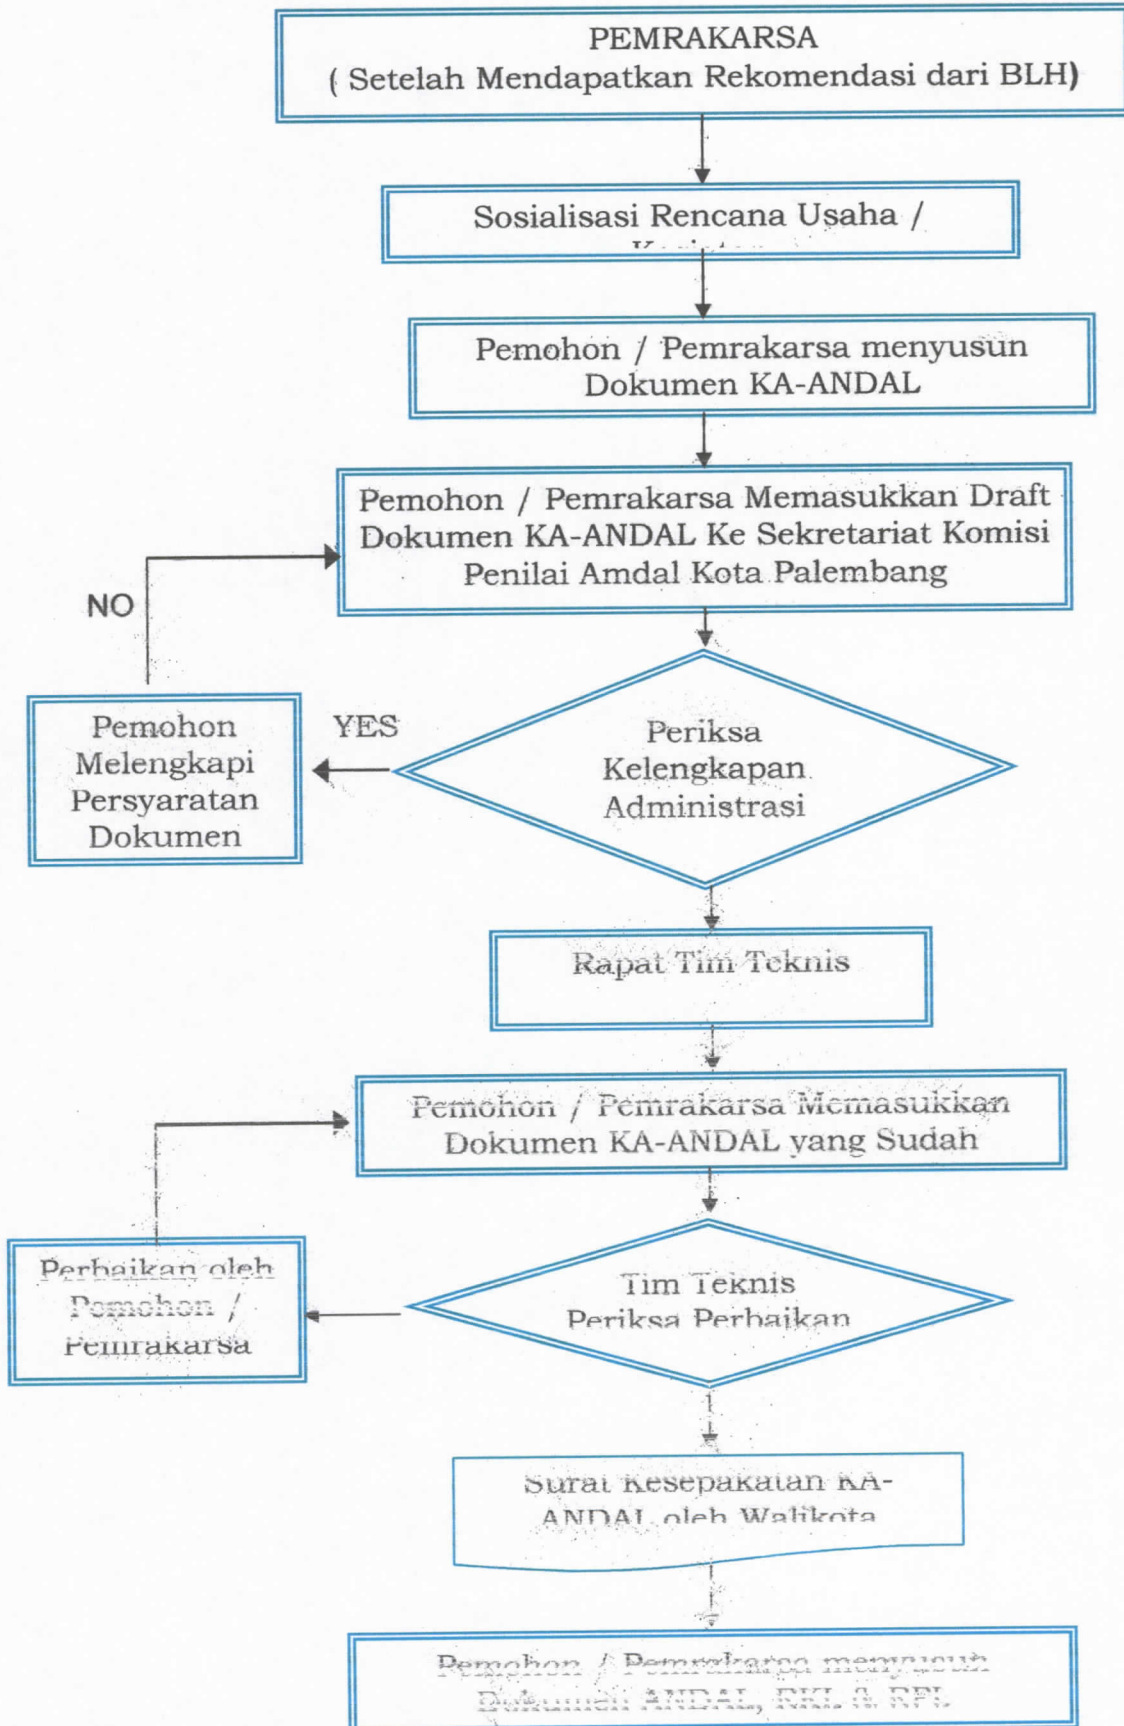 PEMRAKARSA
( Setelah Mendapatkan Rekomendasi dari BLH)
Sosialisasi Rencana Usaha /
Pemohon / Pemrakarsa menyusun
Dokumen KA-ANDAL
Pemohon / Pemrakarsa Memasukkan Draft
Dokumen KA-ANDAL Ke Sekretariat Komisi
Penilai Amdal Kota Palembang
NO
Pemohon
Melengkapi
Persyaratan
Dokumen
YES
Periksa
Kelengkapan
Administrasi
Rapat Tim Teknis
Pemohon / Pemrakarsa Memasukkan
Dokumen KA-ANDAL yang Sudah
Perbaikan oleh
Pemohon /
Pemrakarsa
Tim Teknis
Periksa Perbaikan
Surat Kesepakatan KA-
ANDAL oleh Walikota
Pemohon / Pemrakarsa menyusun
Dokumen ANDAL, RKL & RPL